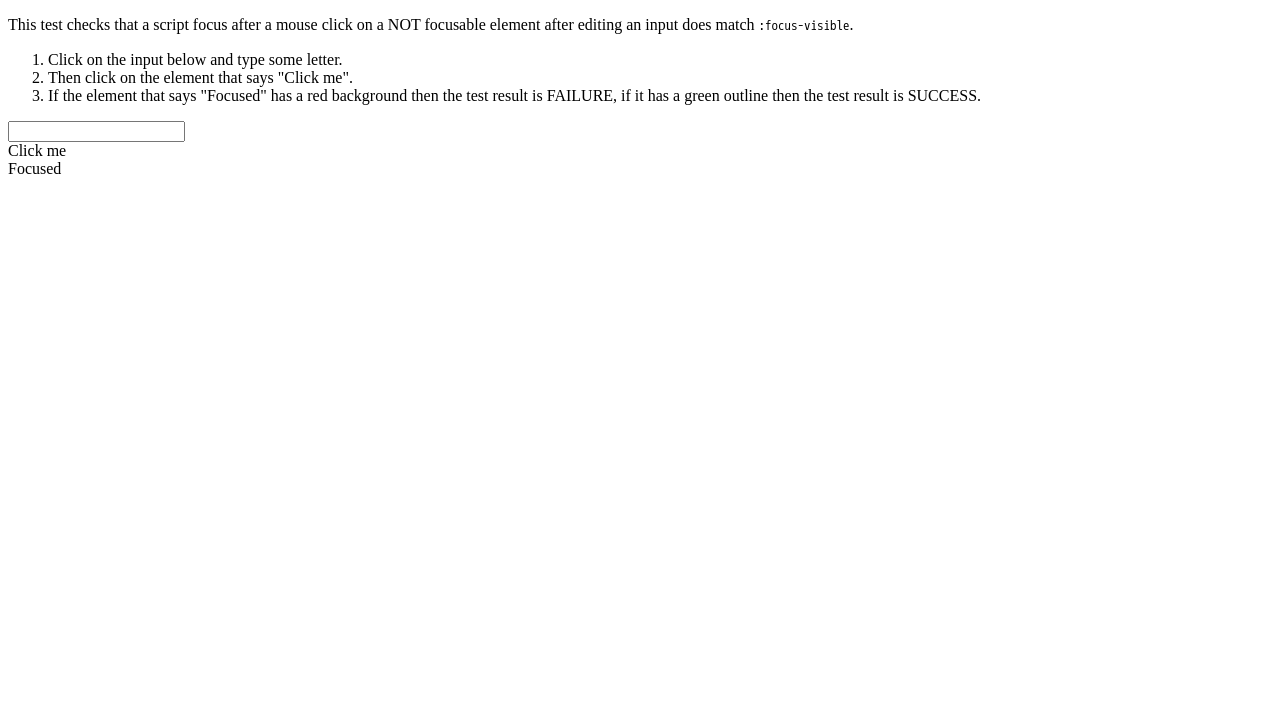 This test checks that a script focus after a mouse click on a NOT focusable element after editing an input does match :focus-visible.
1. Click on the input below and type some letter.
2. Then click on the element that says "Click me".
3. If the element that says "Focused" has a red background then the test result is FAILURE, if it has a green outline then the test result is SUCCESS.
Click me
Focused